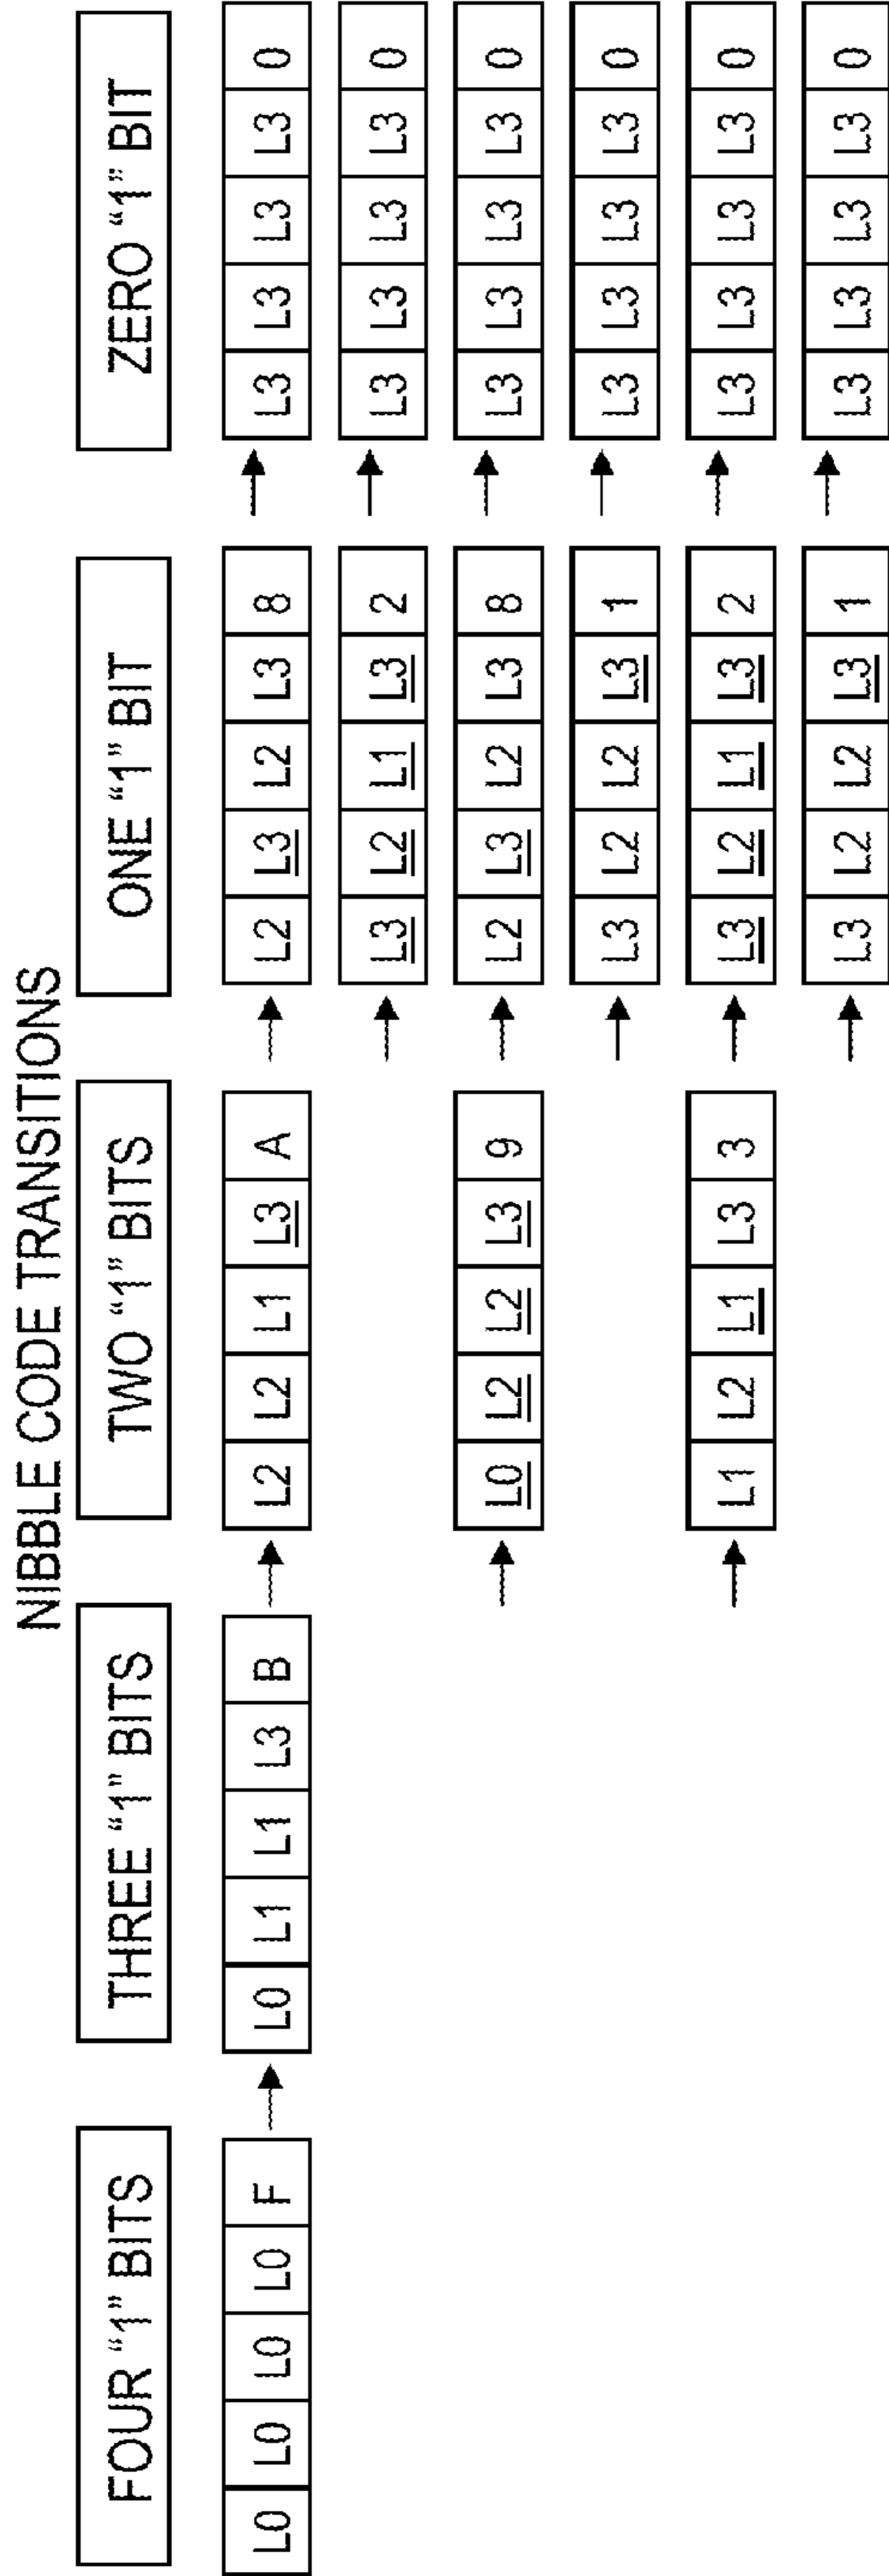 NIBBLE CODE TRANSITIONS
FOUR “1” BITS THREE “1” BITS TWO “1” BITS ONE “1” BIT ZERO “1” BIT
L0 L0 L0 L0 F L0 L1 L1 L3 B L2 L2 L1 L3 A L2 L3 L2 L3 8 L3 L3 L3 L3 0
L3 L2 L1 L3 2 L3 L3 L3 L3 0
L0 L2 L2 L3 9 L2 L3 L2 L3 8 L3 L3 L3 L3 0
L3 L2 L2 L3 1 L3 L3 L3 L3 0
L1 L2 L1 L3 3 L3 L2 L1 L3 2 L3 L3 L3 L3 0
L3 L2 L2 L3 1 L3 L3 L3 L3 0